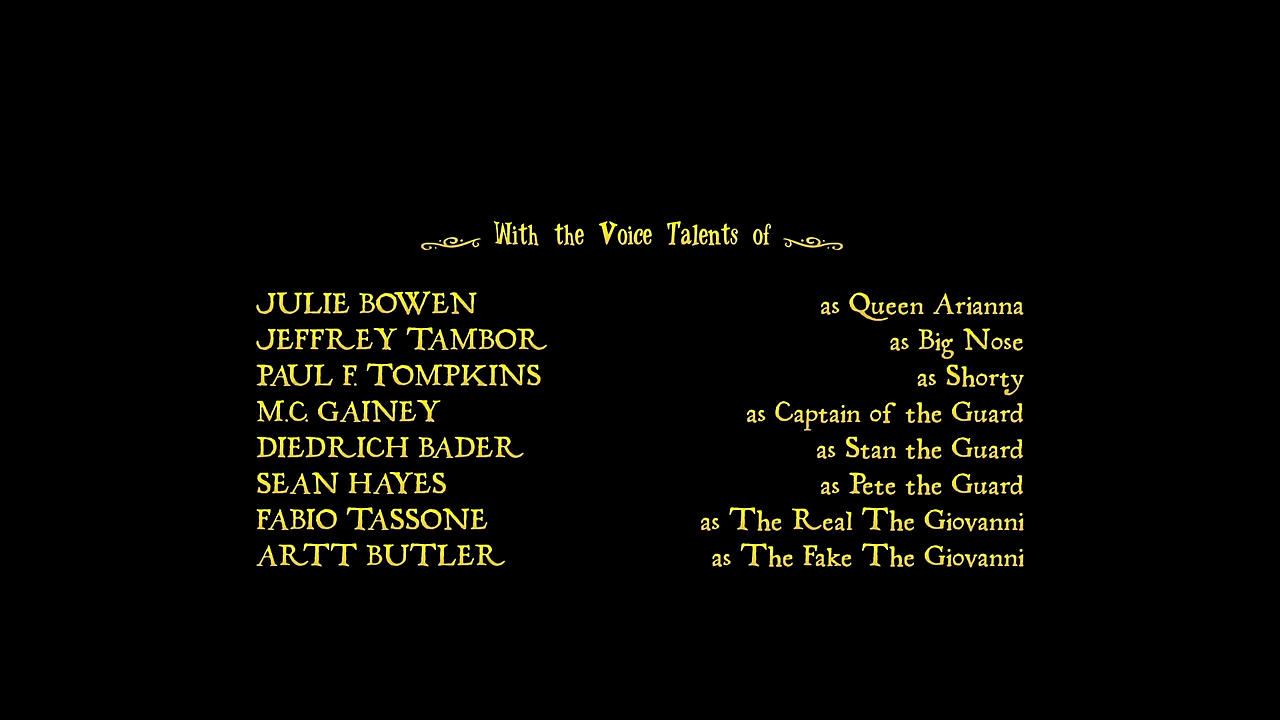 With the Voice Talents of
JULIE BOWEN as Queen Arianna
JEFFREY TAMBOR as Big Nose
PAUL F. TOMPKINS as Shorty
M.C. GAINEY as Captain of the Guard
DIEDRICH BADER as Stan the Guard
SEAN HAYES as Pete the Guard
FABIO TASSONE as The Real The Giovanni
ARTT BUTLER as The Fake The Giovanni